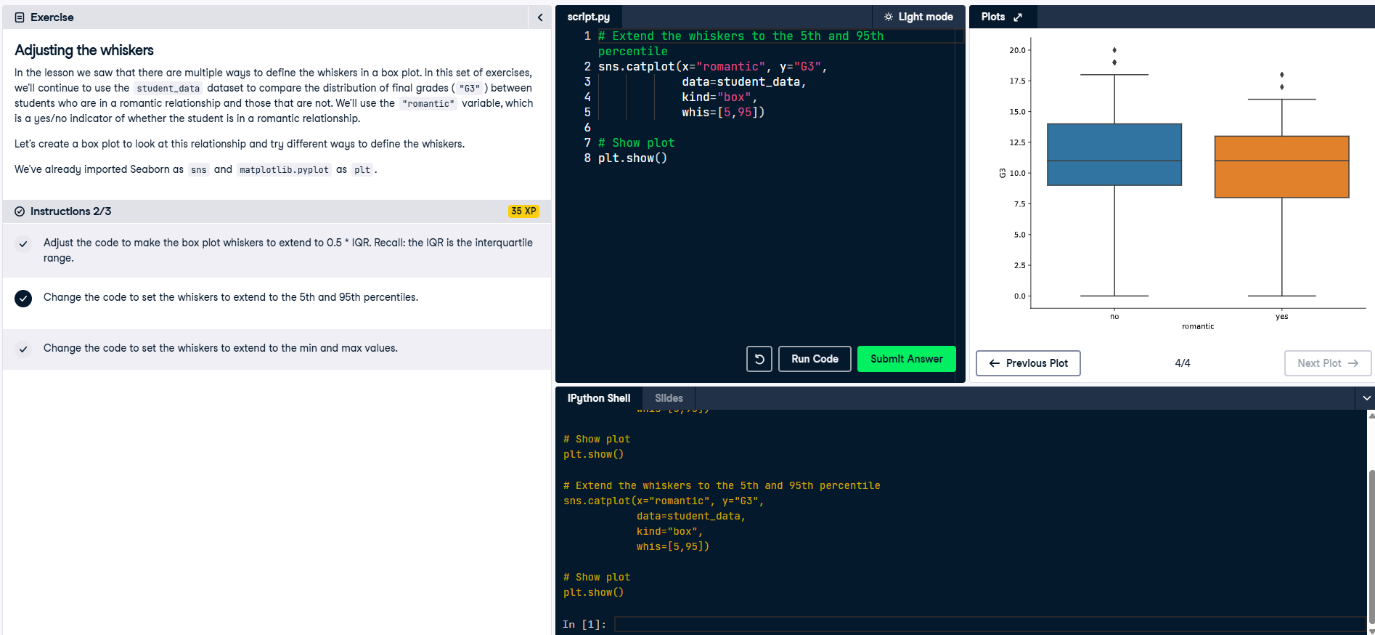 Exercise
Adjusting the whiskers
In the lesson we saw that there are multiple ways to define the whiskers in a box plot. In this set of exercises,
we'll continue to use the student_data dataset to compare the distribution of final grades ( "G3" ) between
students who are in a romantic relationship and those that are not. We'll use the "romantic" variable, which
is a yes/no indicator of whether the student is in a romantic relationship.
Let's create a box plot to look at this relationship and try different ways to define the whiskers.
We've already imported Seaborn as sns and matplotlib.pyplot as plt .
Instructions 2/3
35 XP
Adjust the code to make the box plot whiskers to extend to 0.5 * IQR. Recall: the IQR is the interquartile
range.
Change the code to set the whiskers to extend to the 5th and 95th percentiles.
Change the code to set the whiskers to extend to the min and max values.
script.py
Light mode
1 # Extend the whiskers to the 5th and 95th
percentile
2 sns.catplot(x="romantic", y="G3",
3 data=student_data,
4 kind="box",
5 whis=[5,95])
6
7 # Show plot
8 plt.show()
Run Code
Submit Answer
Plots
20.0
17.5
15.0
12.5
10.0
7.5
5.0
2.5
0.0
G3
no
yes
romantic
Previous Plot
4/4
Next Plot
IPython Shell
Slides
whis=[5,95])
# Show plot
plt.show()
# Extend the whiskers to the 5th and 95th percentile
sns.catplot(x="romantic", y="G3",
data=student_data,
kind="box",
whis=[5,95])
# Show plot
plt.show()
In [1]: